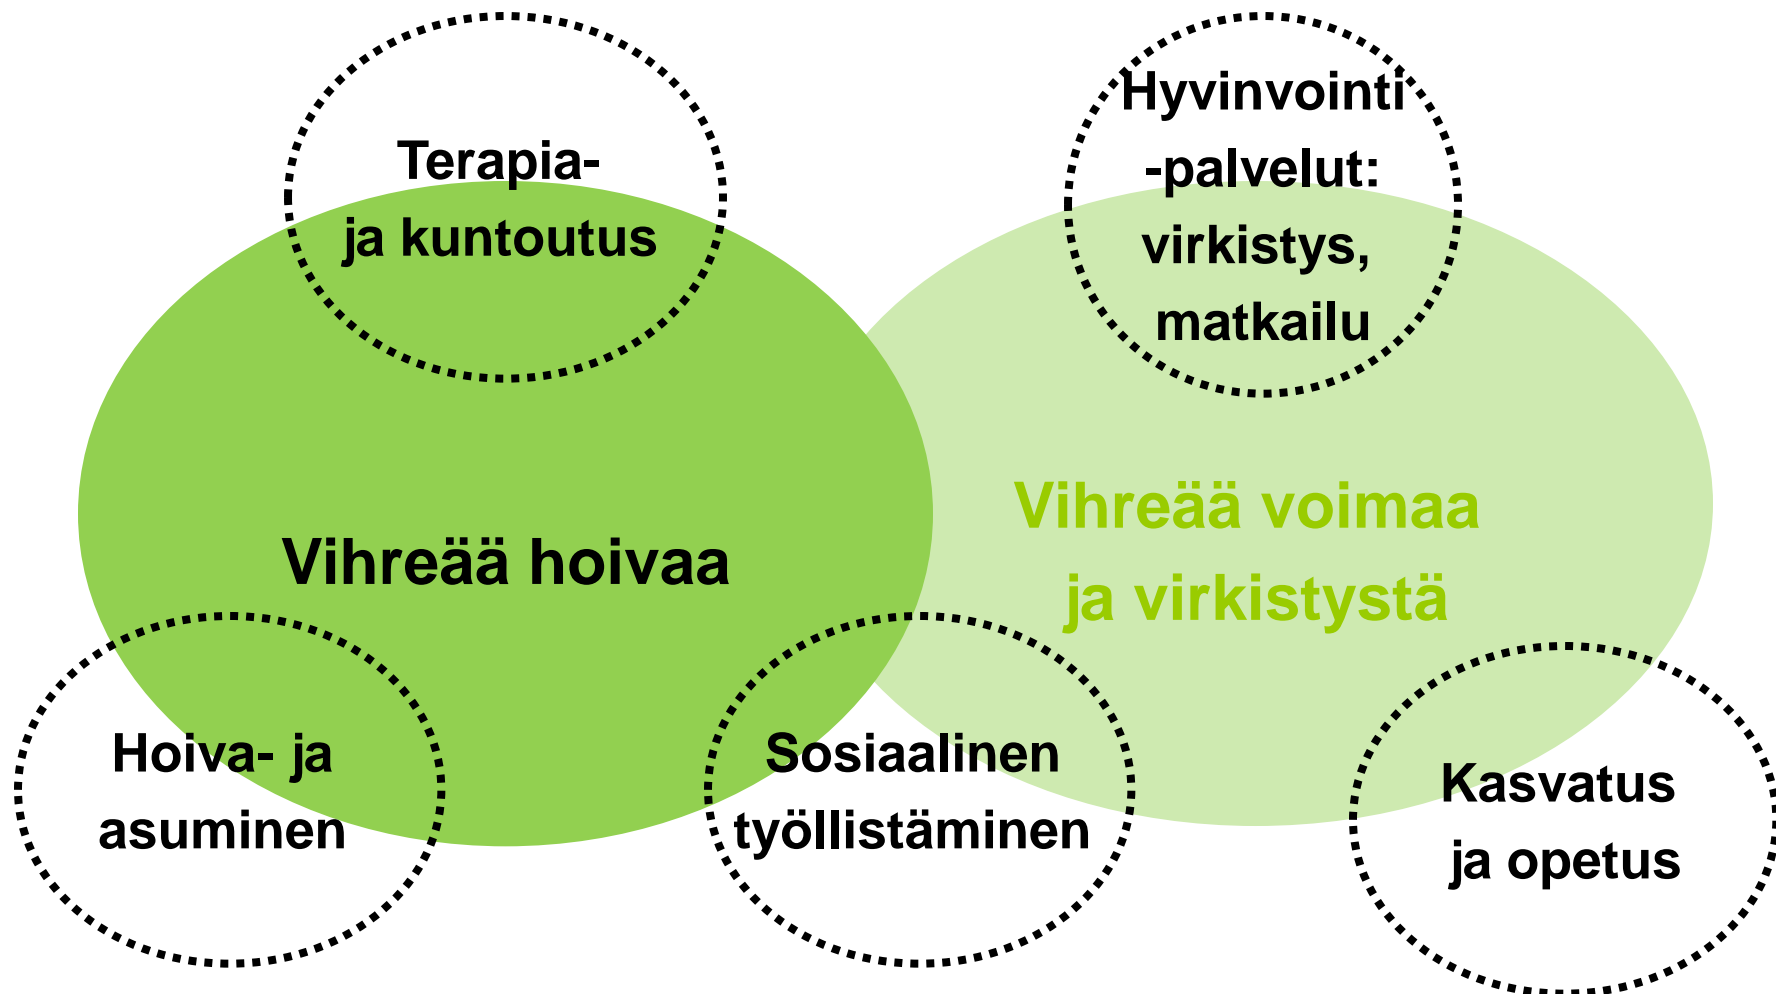 Terapia-
ja kuntoutus
Hyvinvointi
-palvelut:
virkistys,
matkailu
Vihreää hoivaa
Vihreää voimaa
ja virkistystä
Hoiva- ja
asuminen
Sosiaalinen
työllistäminen
Kasvatus
ja opetus